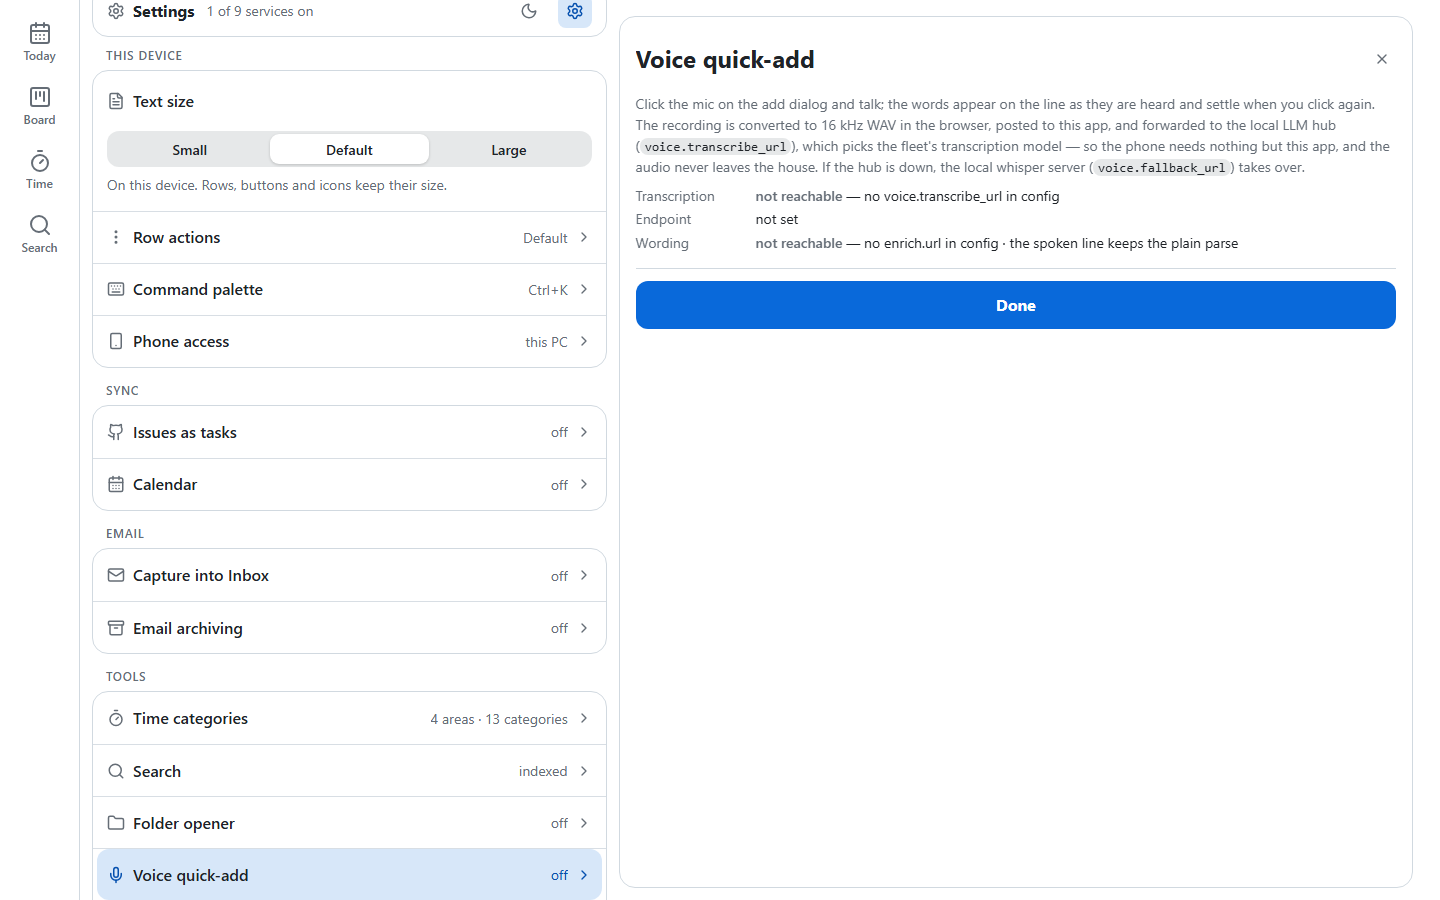 Today
Board
Time
Search
Settings 1 of 9 services on
THIS DEVICE
Text size
Small Default Large
On this device. Rows, buttons and icons keep their size.
Row actions Default
Command palette Ctrl+K
Phone access this PC
SYNC
Issues as tasks off
Calendar off
EMAIL
Capture into Inbox off
Email archiving off
TOOLS
Time categories 4 areas · 13 categories
Search indexed
Folder opener off
Voice quick-add off
Voice quick-add
Click the mic on the add dialog and talk; the words appear on the line as they are heard and settle when you click again.
The recording is converted to 16 kHz WAV in the browser, posted to this app, and forwarded to the local LLM hub
(voice.transcribe_url), which picks the fleet's transcription model — so the phone needs nothing but this app, and the
audio never leaves the house. If the hub is down, the local whisper server (voice.fallback_url) takes over.
Transcription not reachable — no voice.transcribe_url in config
Endpoint not set
Wording not reachable — no enrich.url in config · the spoken line keeps the plain parse
Done